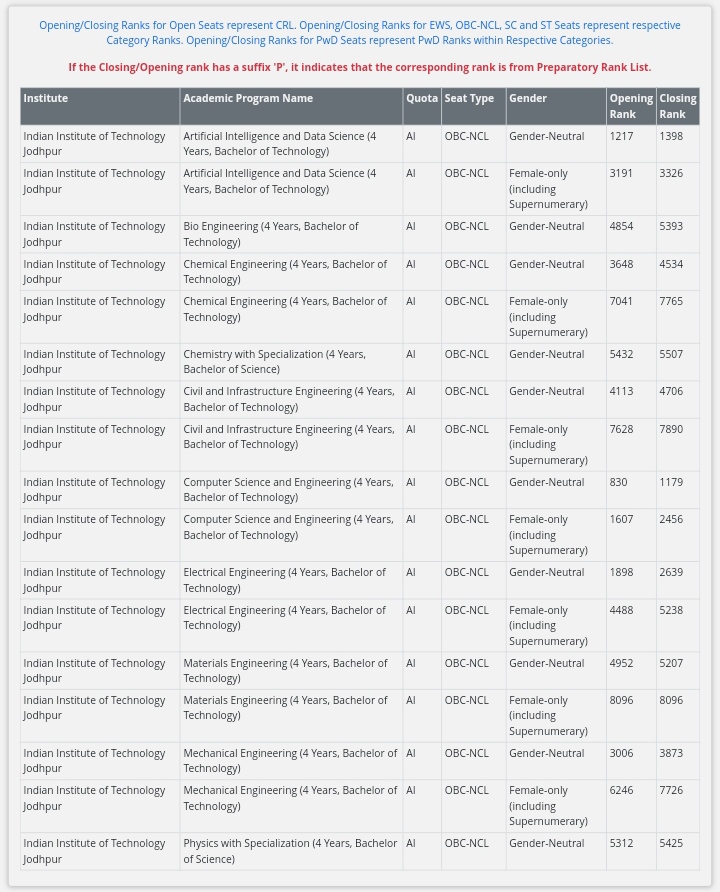 Opening/Closing Ranks for Open Seats represent CRL. Opening/Closing Ranks for EWS, OBC-NCL, SC and ST Seats represent respective
Category Ranks. Opening/Closing Ranks for PwD Seats represent PwD Ranks within Respective Categories.
If the Closing/Opening rank has a suffix 'P', it indicates that the corresponding rank is from Preparatory Rank List.
Institute Academic Program Name Quota Seat Type Gender Opening Closing
Rank Rank
Indian Institute of Technology Artificial Intelligence and Data Science (4 AI OBC-NCL Gender-Neutral 1217 1398
Jodhpur Years, Bachelor of Technology)
Indian Institute of Technology Artificial Intelligence and Data Science (4 AI OBC-NCL Female-only 3191 3326
Jodhpur Years, Bachelor of Technology) (including
Supernumerary)
Indian Institute of Technology Bio Engineering (4 Years, Bachelor of AI OBC-NCL Gender-Neutral 4854 5393
Jodhpur Technology)
Indian Institute of Technology Chemical Engineering (4 Years, Bachelor of AI OBC-NCL Gender-Neutral 3648 4534
Jodhpur Technology)
Indian Institute of Technology Chemical Engineering (4 Years, Bachelor of AI OBC-NCL Female-only 7041 7765
Jodhpur Technology) (including
Supernumerary)
Indian Institute of Technology Chemistry with Specialization (4 Years, AI OBC-NCL Gender-Neutral 5432 5507
Jodhpur Bachelor of Science)
Indian Institute of Technology Civil and Infrastructure Engineering (4 Years, AI OBC-NCL Gender-Neutral 4113 4706
Jodhpur Bachelor of Technology)
Indian Institute of Technology Civil and Infrastructure Engineering (4 Years, AI OBC-NCL Female-only 7628 7890
Jodhpur Bachelor of Technology) (including
Supernumerary)
Indian Institute of Technology Computer Science and Engineering (4 Years, AI OBC-NCL Gender-Neutral 830 1179
Jodhpur Bachelor of Technology)
Indian Institute of Technology Computer Science and Engineering (4 Years, AI OBC-NCL Female-only 1607 2456
Jodhpur Bachelor of Technology) (including
Supernumerary)
Indian Institute of Technology Electrical Engineering (4 Years, Bachelor of AI OBC-NCL Gender-Neutral 1898 2639
Jodhpur Technology)
Indian Institute of Technology Electrical Engineering (4 Years, Bachelor of AI OBC-NCL Female-only 4488 5238
Jodhpur Technology) (including
Supernumerary)
Indian Institute of Technology Materials Engineering (4 Years, Bachelor of AI OBC-NCL Gender-Neutral 4952 5207
Jodhpur Technology)
Indian Institute of Technology Materials Engineering (4 Years, Bachelor of AI OBC-NCL Female-only 8096 8096
Jodhpur Technology) (including
Supernumerary)
Indian Institute of Technology Mechanical Engineering (4 Years, Bachelor of AI OBC-NCL Gender-Neutral 3006 3873
Jodhpur Technology)
Indian Institute of Technology Mechanical Engineering (4 Years, Bachelor of AI OBC-NCL Female-only 6246 7726
Jodhpur Technology) (including
Supernumerary)
Indian Institute of Technology Physics with Specialization (4 Years, Bachelor AI OBC-NCL Gender-Neutral 5312 5425
Jodhpur of Science)